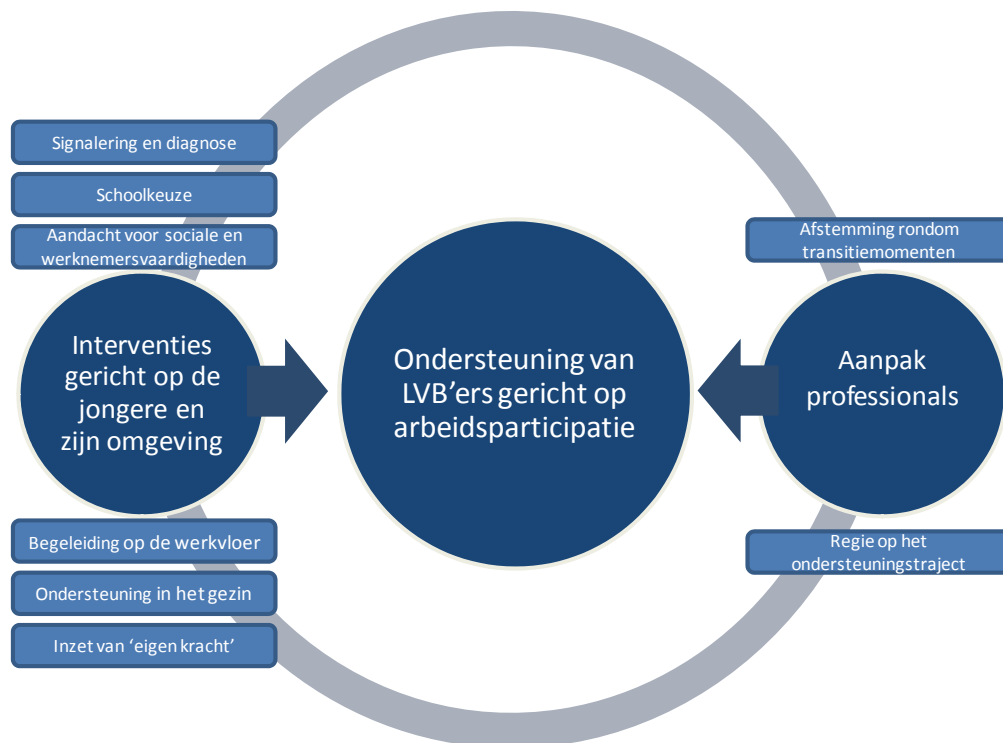 Signalering en diagnose
Schoolkeuze
Aandacht voor sociale en
werknemersvaardigheden
Interventies
gericht op de
jongere en
zijn omgeving
Begeleiding op de werkvloer
Ondersteuning in het gezin
Inzet van ‘eigen kracht’
Ondersteuning van
LVB’ers gericht op
arbeidsparticipatie
Afstemming rondom
transitiemomenten
Aanpak
professionals
Regie op het
ondersteuningstraject